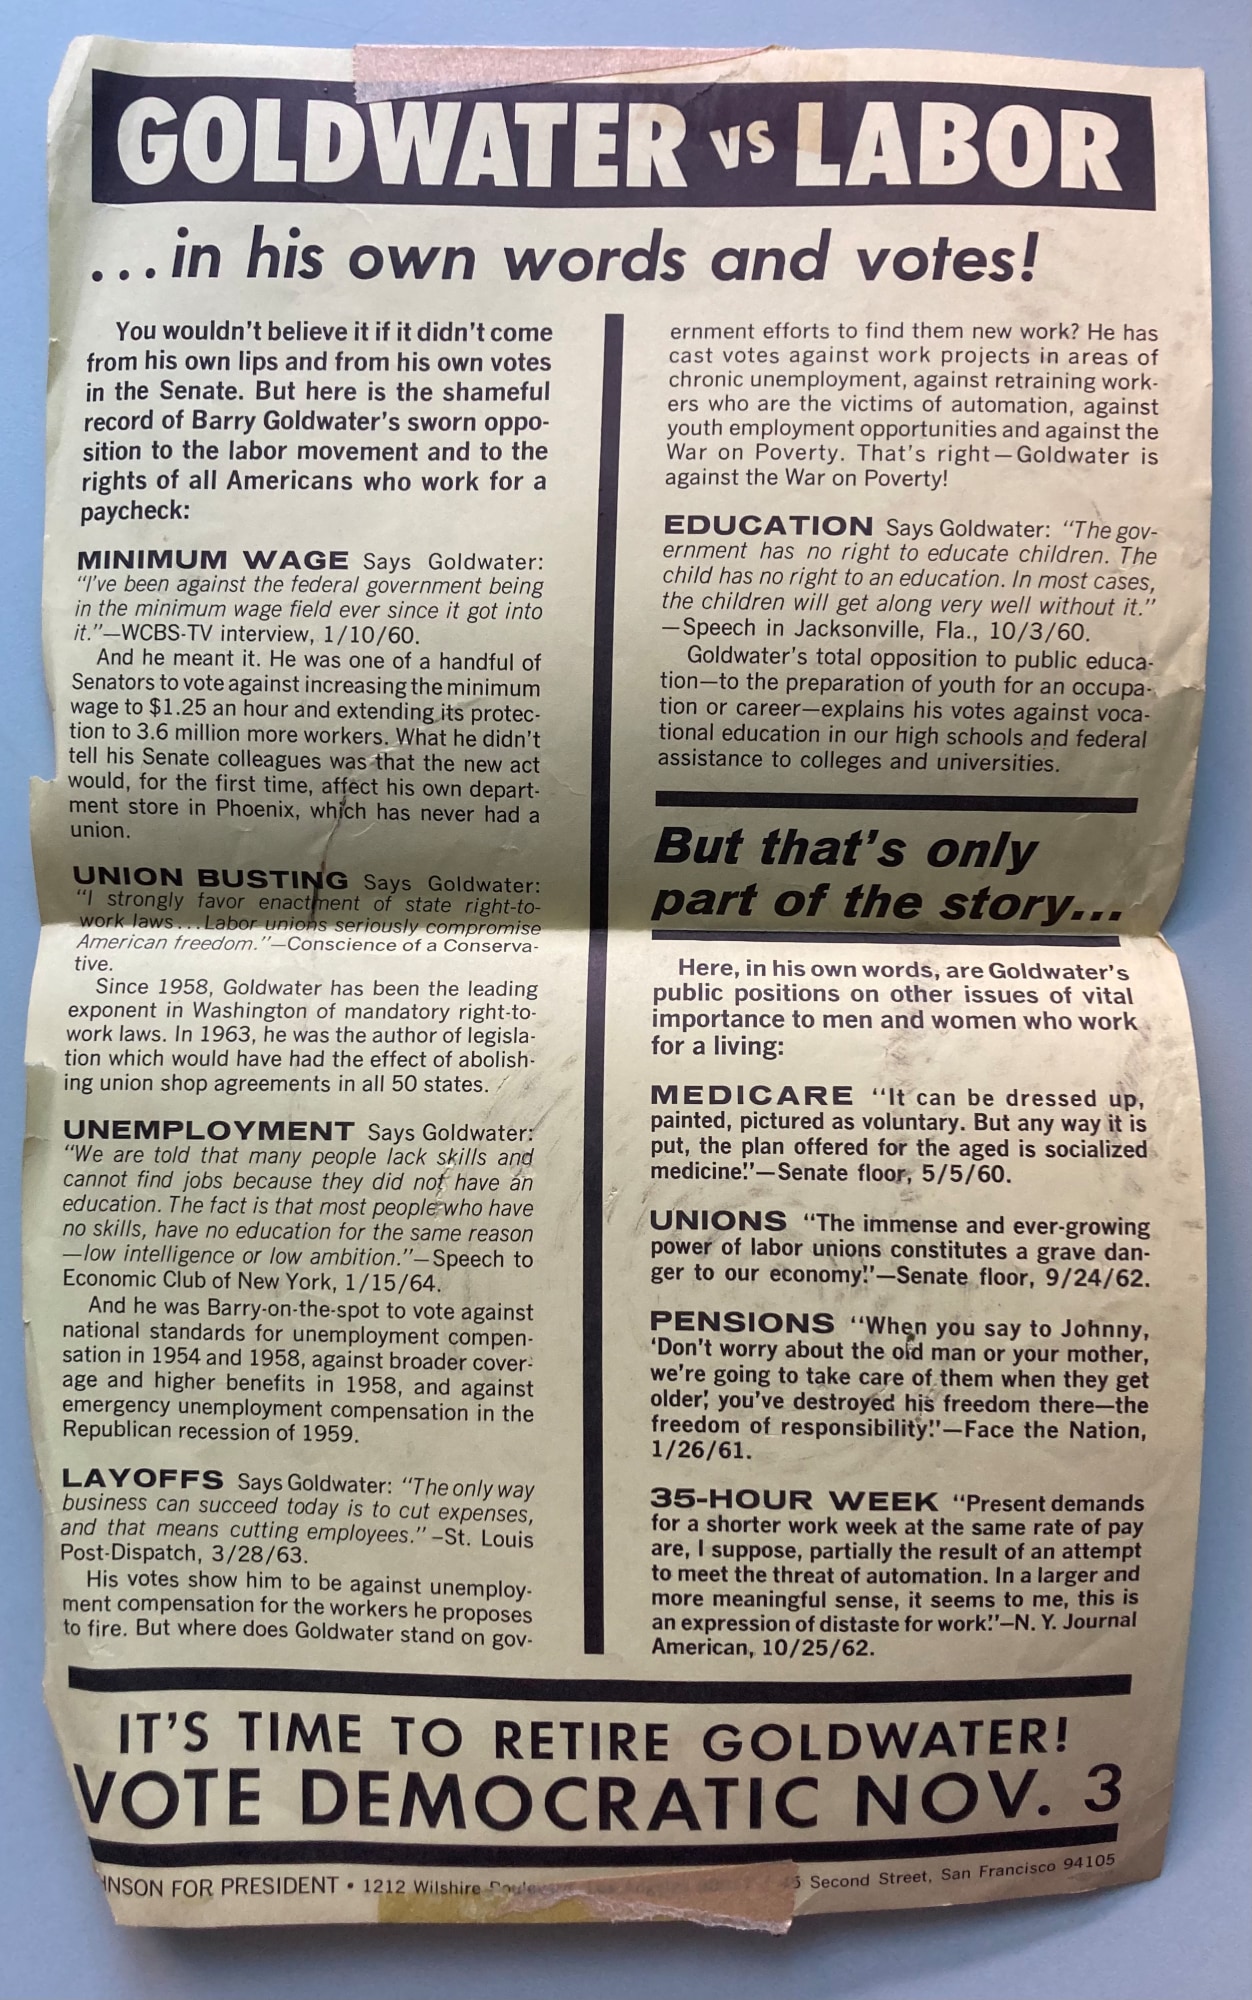 GOLDWATER VS LABOR
...in his own words and votes!
You wouldn't believe it if it didn't come
from his own lips and from his own votes
in the Senate. But here is the shameful
record of Barry Goldwater's sworn oppo-
sition to the labor movement and to the
rights of all Americans who work for a
paycheck:
MINIMUM WAGE Says Goldwater:
"I've been against the federal government being
in the minimum wage field ever since it got into
it."—WCBS-TV interview, 1/10/60.
And he meant it. He was one of a handful of
Senators to vote against increasing the minimum
wage to $1.25 an hour and extending its protec-
tion to 3.6 million more workers. What he didn't
tell his Senate colleagues was that the new act
would, for the first time, affect his own depart-
ment store in Phoenix, which has never had a
union.
UNION BUSTING Says Goldwater:
"I strongly favor enactment of state right-to-
work laws...Labor unions seriously compromise
American freedom."—Conscience of a Conserva-
tive.
Since 1958, Goldwater has been the leading
exponent in Washington of mandatory right-to-
work laws. In 1963, he was the author of legisla-
tion which would have had the effect of abolish-
ing union shop agreements in all 50 states.
UNEMPLOYMENT Says Goldwater:
"We are told that many people lack skills and
cannot find jobs because they did not have an
education. The fact is that most people who have
no skills, have no education for the same reason
—low intelligence or low ambition."—Speech to
Economic Club of New York, 1/15/64.
And he was Barry-on-the-spot to vote against
national standards for unemployment compen-
sation in 1954 and 1958, against broader cover-
age and higher benefits in 1958, and against
emergency unemployment compensation in the
Republican recession of 1959.
LAYOFFS Says Goldwater: "The only way
business can succeed today is to cut expenses,
and that means cutting employees."—St. Louis
Post-Dispatch, 3/28/63.
His votes show him to be against unemploy-
ment compensation for the workers he proposes
to fire. But where does Goldwater stand on gov-
ernment efforts to find them new work? He has
cast votes against work projects in areas of
chronic unemployment, against retraining work-
ers who are the victims of automation, against
youth employment opportunities and against the
War on Poverty. That's right—Goldwater is
against the War on Poverty!
EDUCATION Says Goldwater: "The gov-
ernment has no right to educate children. The
child has no right to an education. In most cases,
the children will get along very well without it."
—Speech in Jacksonville, Fla., 10/3/60.
Goldwater's total opposition to public educa-
tion—to the preparation of youth for an occupa-
tion or career—explains his votes against voca-
tional education in our high schools and federal
assistance to colleges and universities.
But that's only
part of the story...
Here, in his own words, are Goldwater's
public positions on other issues of vital
importance to men and women who work
for a living:
MEDICARE "It can be dressed up,
painted, pictured as voluntary. But any way it is
put, the plan offered for the aged is socialized
medicine."—Senate floor, 5/5/60.
UNIONS "The immense and ever-growing
power of labor unions constitutes a grave dan-
ger to our economy."—Senate floor, 9/24/62.
PENSIONS "When you say to Johnny,
'Don't worry about the old man or your mother,
we're going to take care of them when they get
older,' you've destroyed his freedom there—the
freedom of responsibility."—Face the Nation,
1/26/61.
35-HOUR WEEK "Present demands
for a shorter work week at the same rate of pay
are, I suppose, partially the result of an attempt
to meet the threat of automation. In a larger and
more meaningful sense, it seems to me, this is
an expression of distaste for work."—N. Y. Journal
American, 10/25/62.
IT'S TIME TO RETIRE GOLDWATER!
VOTE DEMOCRATIC NOV. 3
HNSON FOR PRESIDENT • 1212 Wilshire Second Street, San Francisco 94105